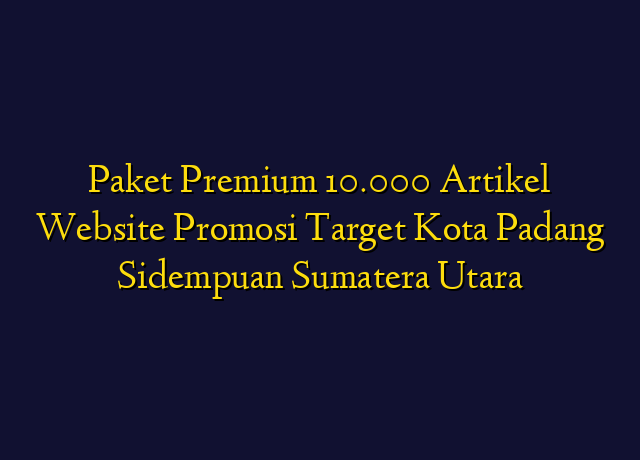 Paket Premium 10.000 Artikel
Website Promosi Target Kota Padang
Sidempuan Sumatera Utara